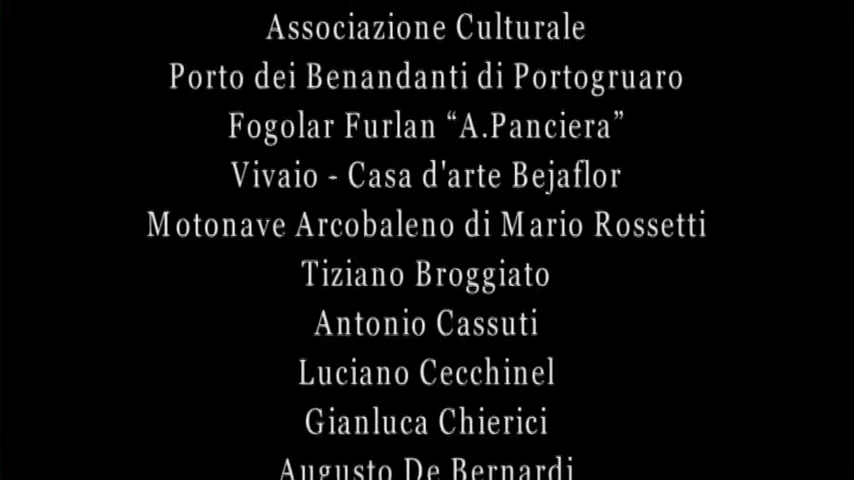 Associazione Culturale
Porto dei Benandanti di Portogruaro
Fogolar Furlan “A.Panciera”
Vivaio - Casa d'arte Bejaflor
Motonave Arcobaleno di Mario Rossetti
Tiziano Broggiato
Antonio Cassuti
Luciano Cecchinel
Gianluca Chierici
Augusto De Bernardi